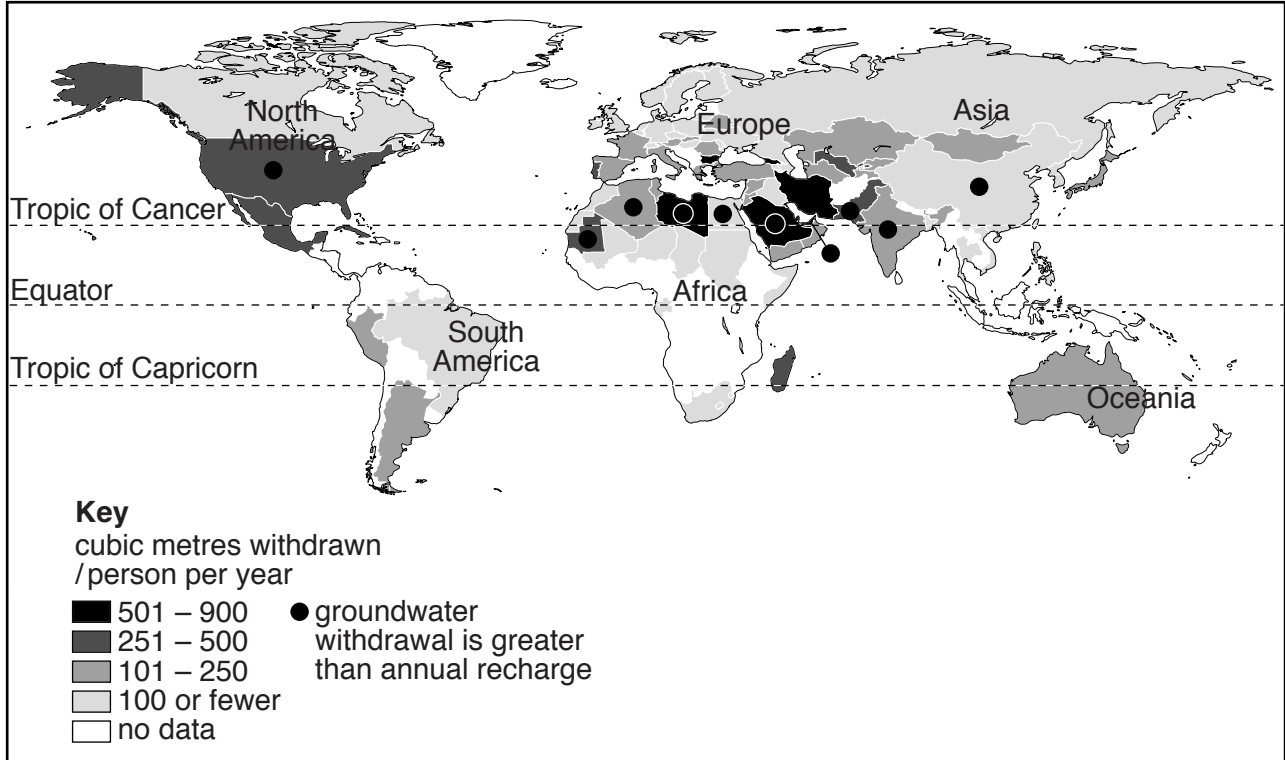 North
America
Europe
Asia
Tropic of Cancer
Equator
Africa
South
America
Tropic of Capricorn
Oceania
Key
cubic metres withdrawn
/person per year
501 – 900
251 – 500
101 – 250
100 or fewer
no data
groundwater
withdrawal is greater
than annual recharge